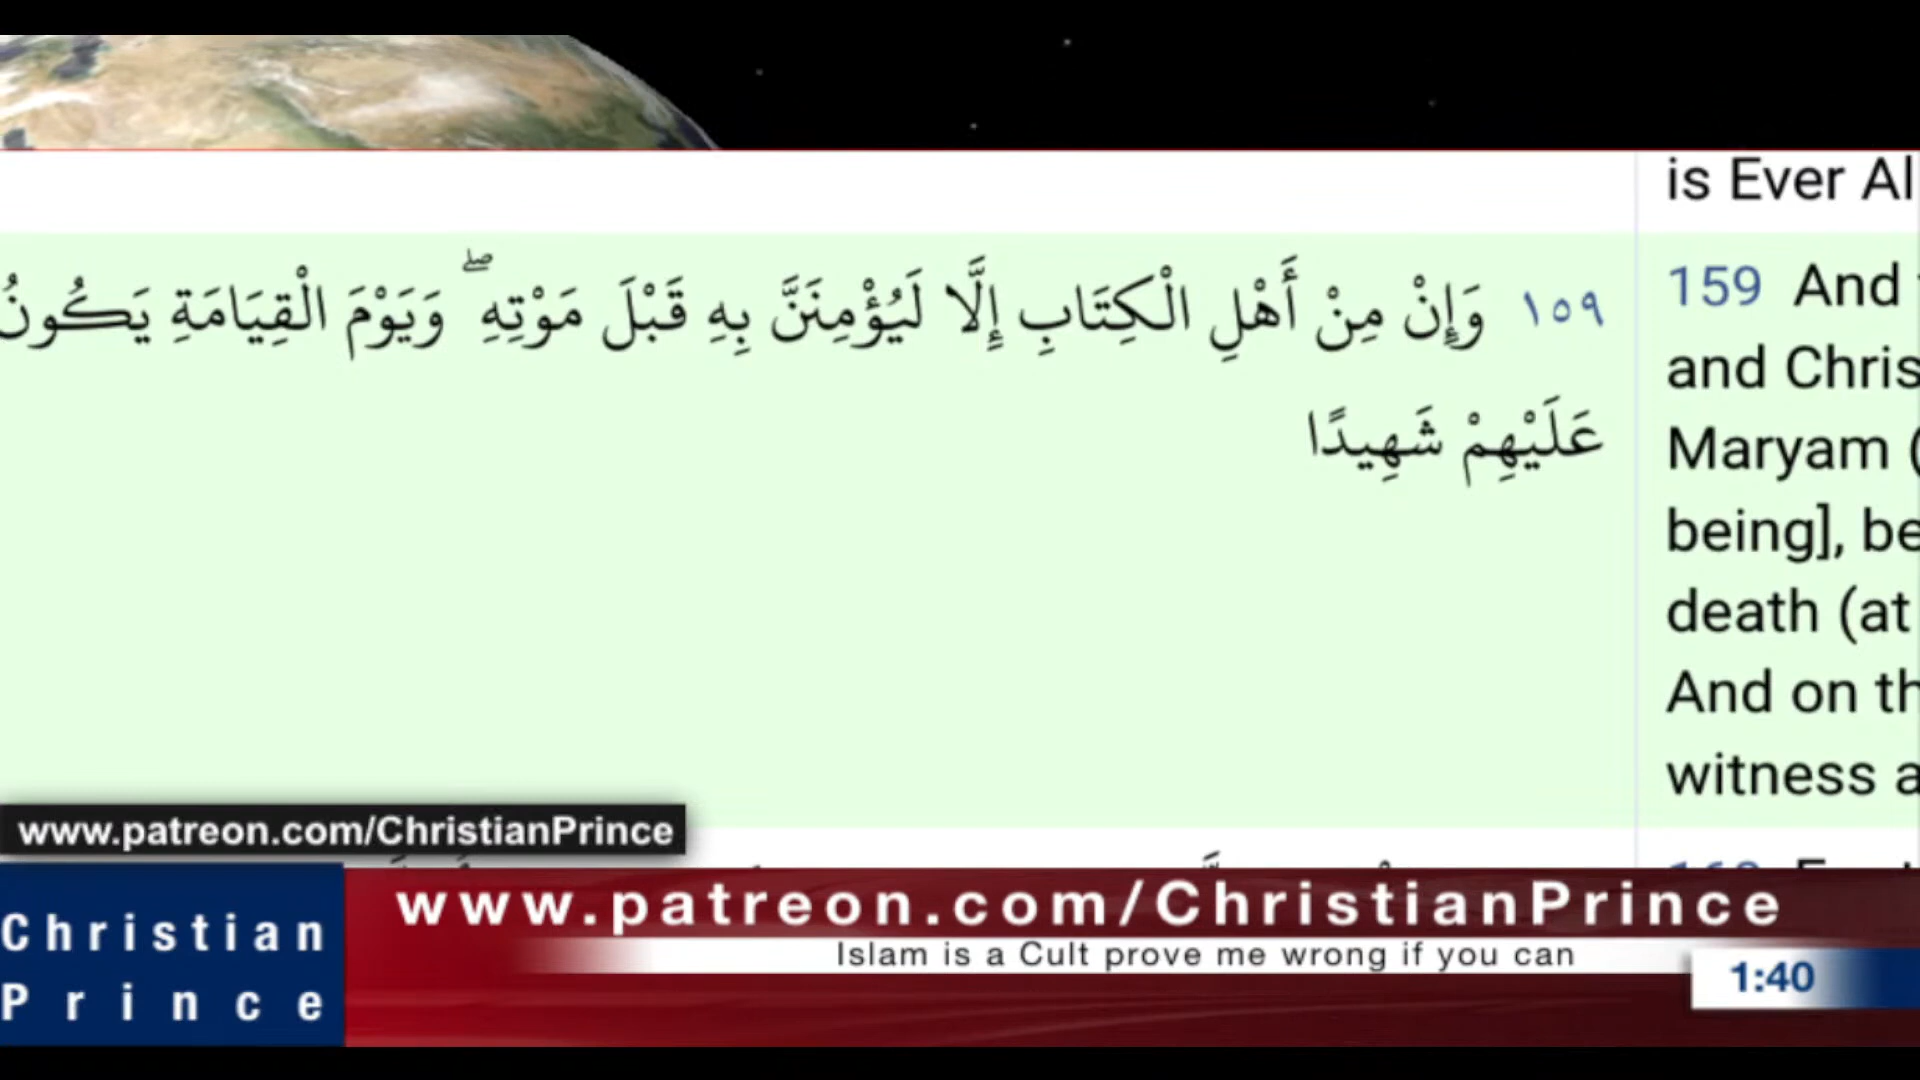 is Ever Al
١٥٩ وَإِنْ مِنْ أَهْلِ الْكِتَابِ إِلَّا لَيُؤْمِنَنَّ بِهِ قَبْلَ مَوْتِهِ ۖ وَيَوْمَ الْقِيَامَةِ يَكُونُ
عَلَيْهِمْ شَهِيدًا
159 And
and Chris
Maryam (
being], be
death (at
And on th
witness a
www.patreon.com/ChristianPrince
Christian
Prince
www.patreon.com/ChristianPrince
Islam is a Cult prove me wrong if you can
1:40